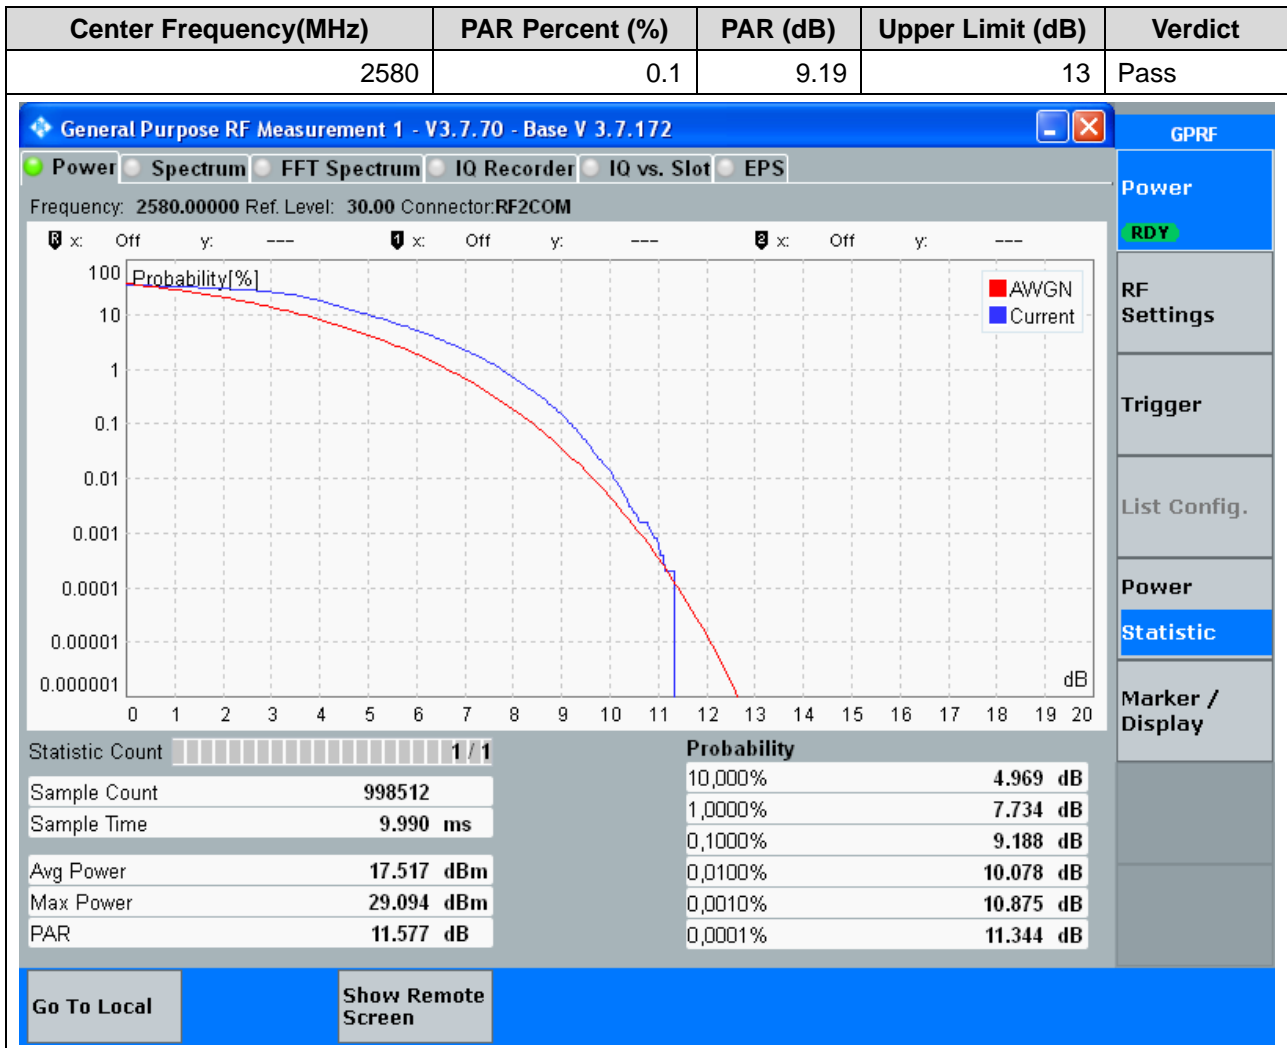 Center Frequency(MHz) PAR Percent (%) PAR (dB) Upper Limit (dB) Verdict
2580 0.1 9.19 13 Pass
General Purpose RF Measurement 1 - V3.7.70 - Base V 3.7.172
GPRF
Power Spectrum FFT Spectrum IQ Recorder IQ vs. Slot EPS
Power
RDY
Frequency: 2580.00000 Ref. Level: 30.00 Connector:RF2COM
R x: Off y: --- 1 x: Off y: --- 2 x: Off y: ---
Probability[%]
AWGN
Current
100
10
1
0.1
0.01
0.001
0.0001
0.00001
0.000001
dB
0 1 2 3 4 5 6 7 8 9 10 11 12 13 14 15 16 17 18 19 20
RF
Settings
Trigger
List Config.
Power
Statistic
Marker /
Display
Statistic Count 1 / 1
Sample Count 998512
Sample Time 9.990 ms
Avg Power 17.517 dBm
Max Power 29.094 dBm
PAR 11.577 dB
Probability
10,000% 4.969 dB
1,0000% 7.734 dB
0,1000% 9.188 dB
0,0100% 10.078 dB
0,0010% 10.875 dB
0,0001% 11.344 dB
Go To Local
Show Remote
Screen